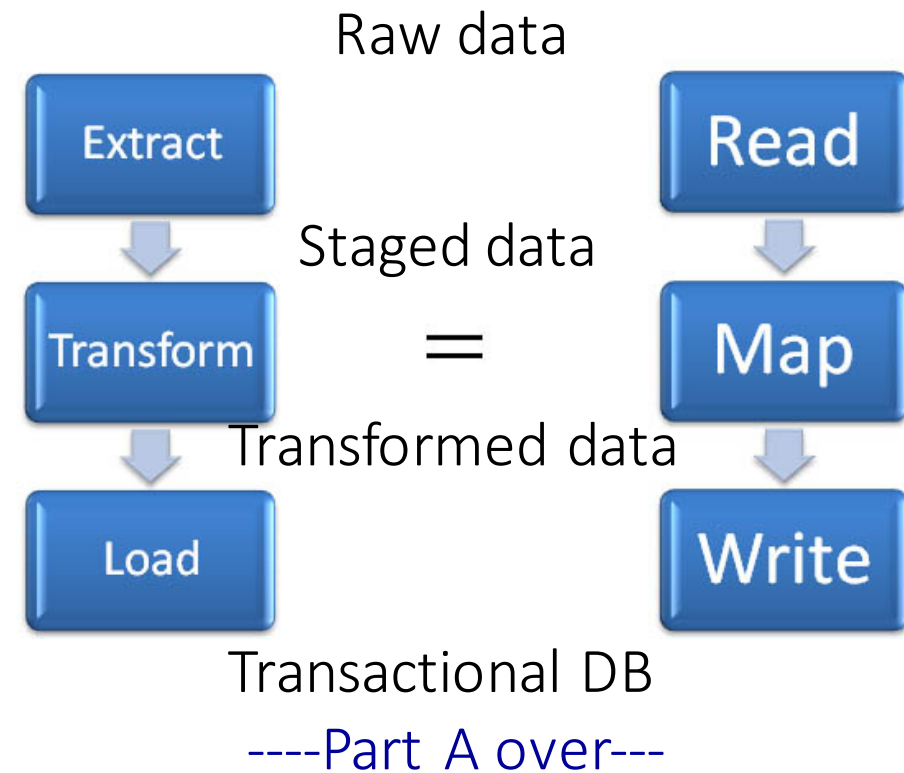 Raw data
Extract
Read
Staged data
Transform
=
Map
Transformed data
Load
Write
Transactional DB
----Part A over---